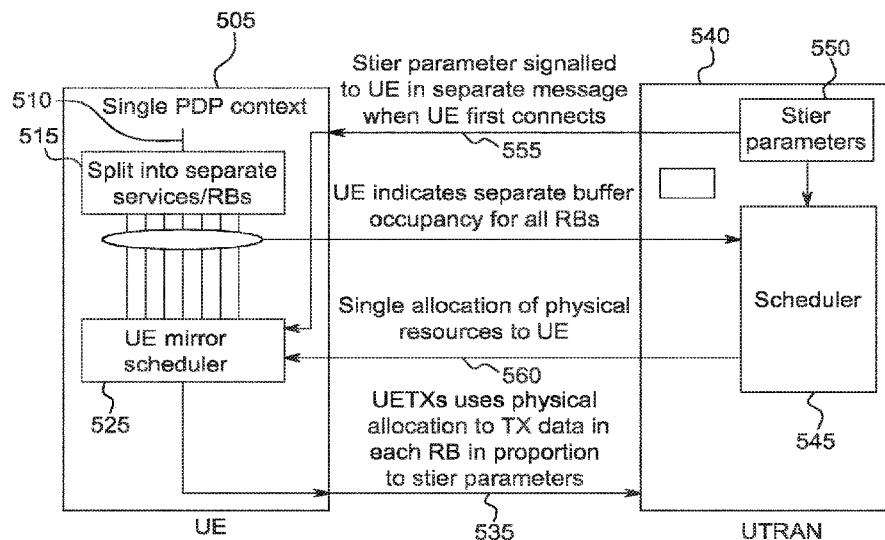 505
540
550
510
Single PDP context
515
Split into separate
services/RBs
Stier parameter signalled
to UE in separate message
when UE first connects
555
Stier
parameters
UE indicates separate buffer
occupancy for all RBs
Scheduler
UE mirror
scheduler
Single allocation of physical
resources to UE
560
525
UETXs uses physical
allocation to TX data in
each RB in proportion
to stier parameters
545
535
UE
UTRAN